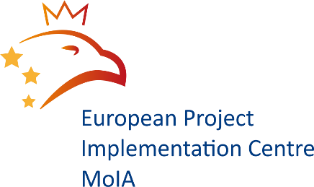 European Project
Implementation Centre
MoIA